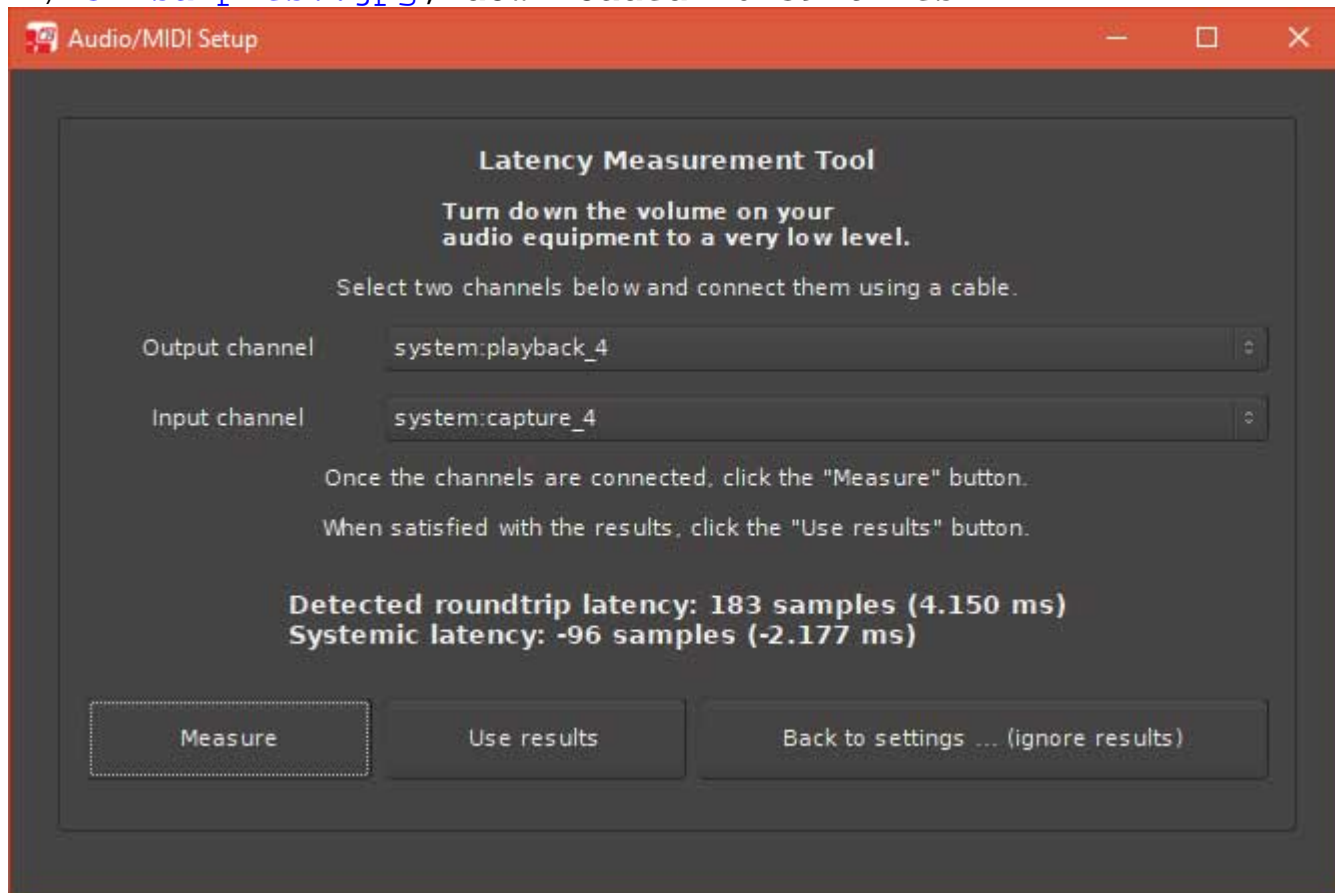 Audio/MIDI Setup
Latency Measurement Tool
Turn down the volume on your
audio equipment to a very low level.
Select two channels below and connect them using a cable.
Output channel system:playback_4
Input channel system:capture_4
Once the channels are connected, click the "Measure" button.
When satisfied with the results, click the "Use results" button.
Detected roundtrip latency: 183 samples (4.150 ms)
Systemic latency: -96 samples (-2.177 ms)
Measure Use results Back to settings ... (ignore results)